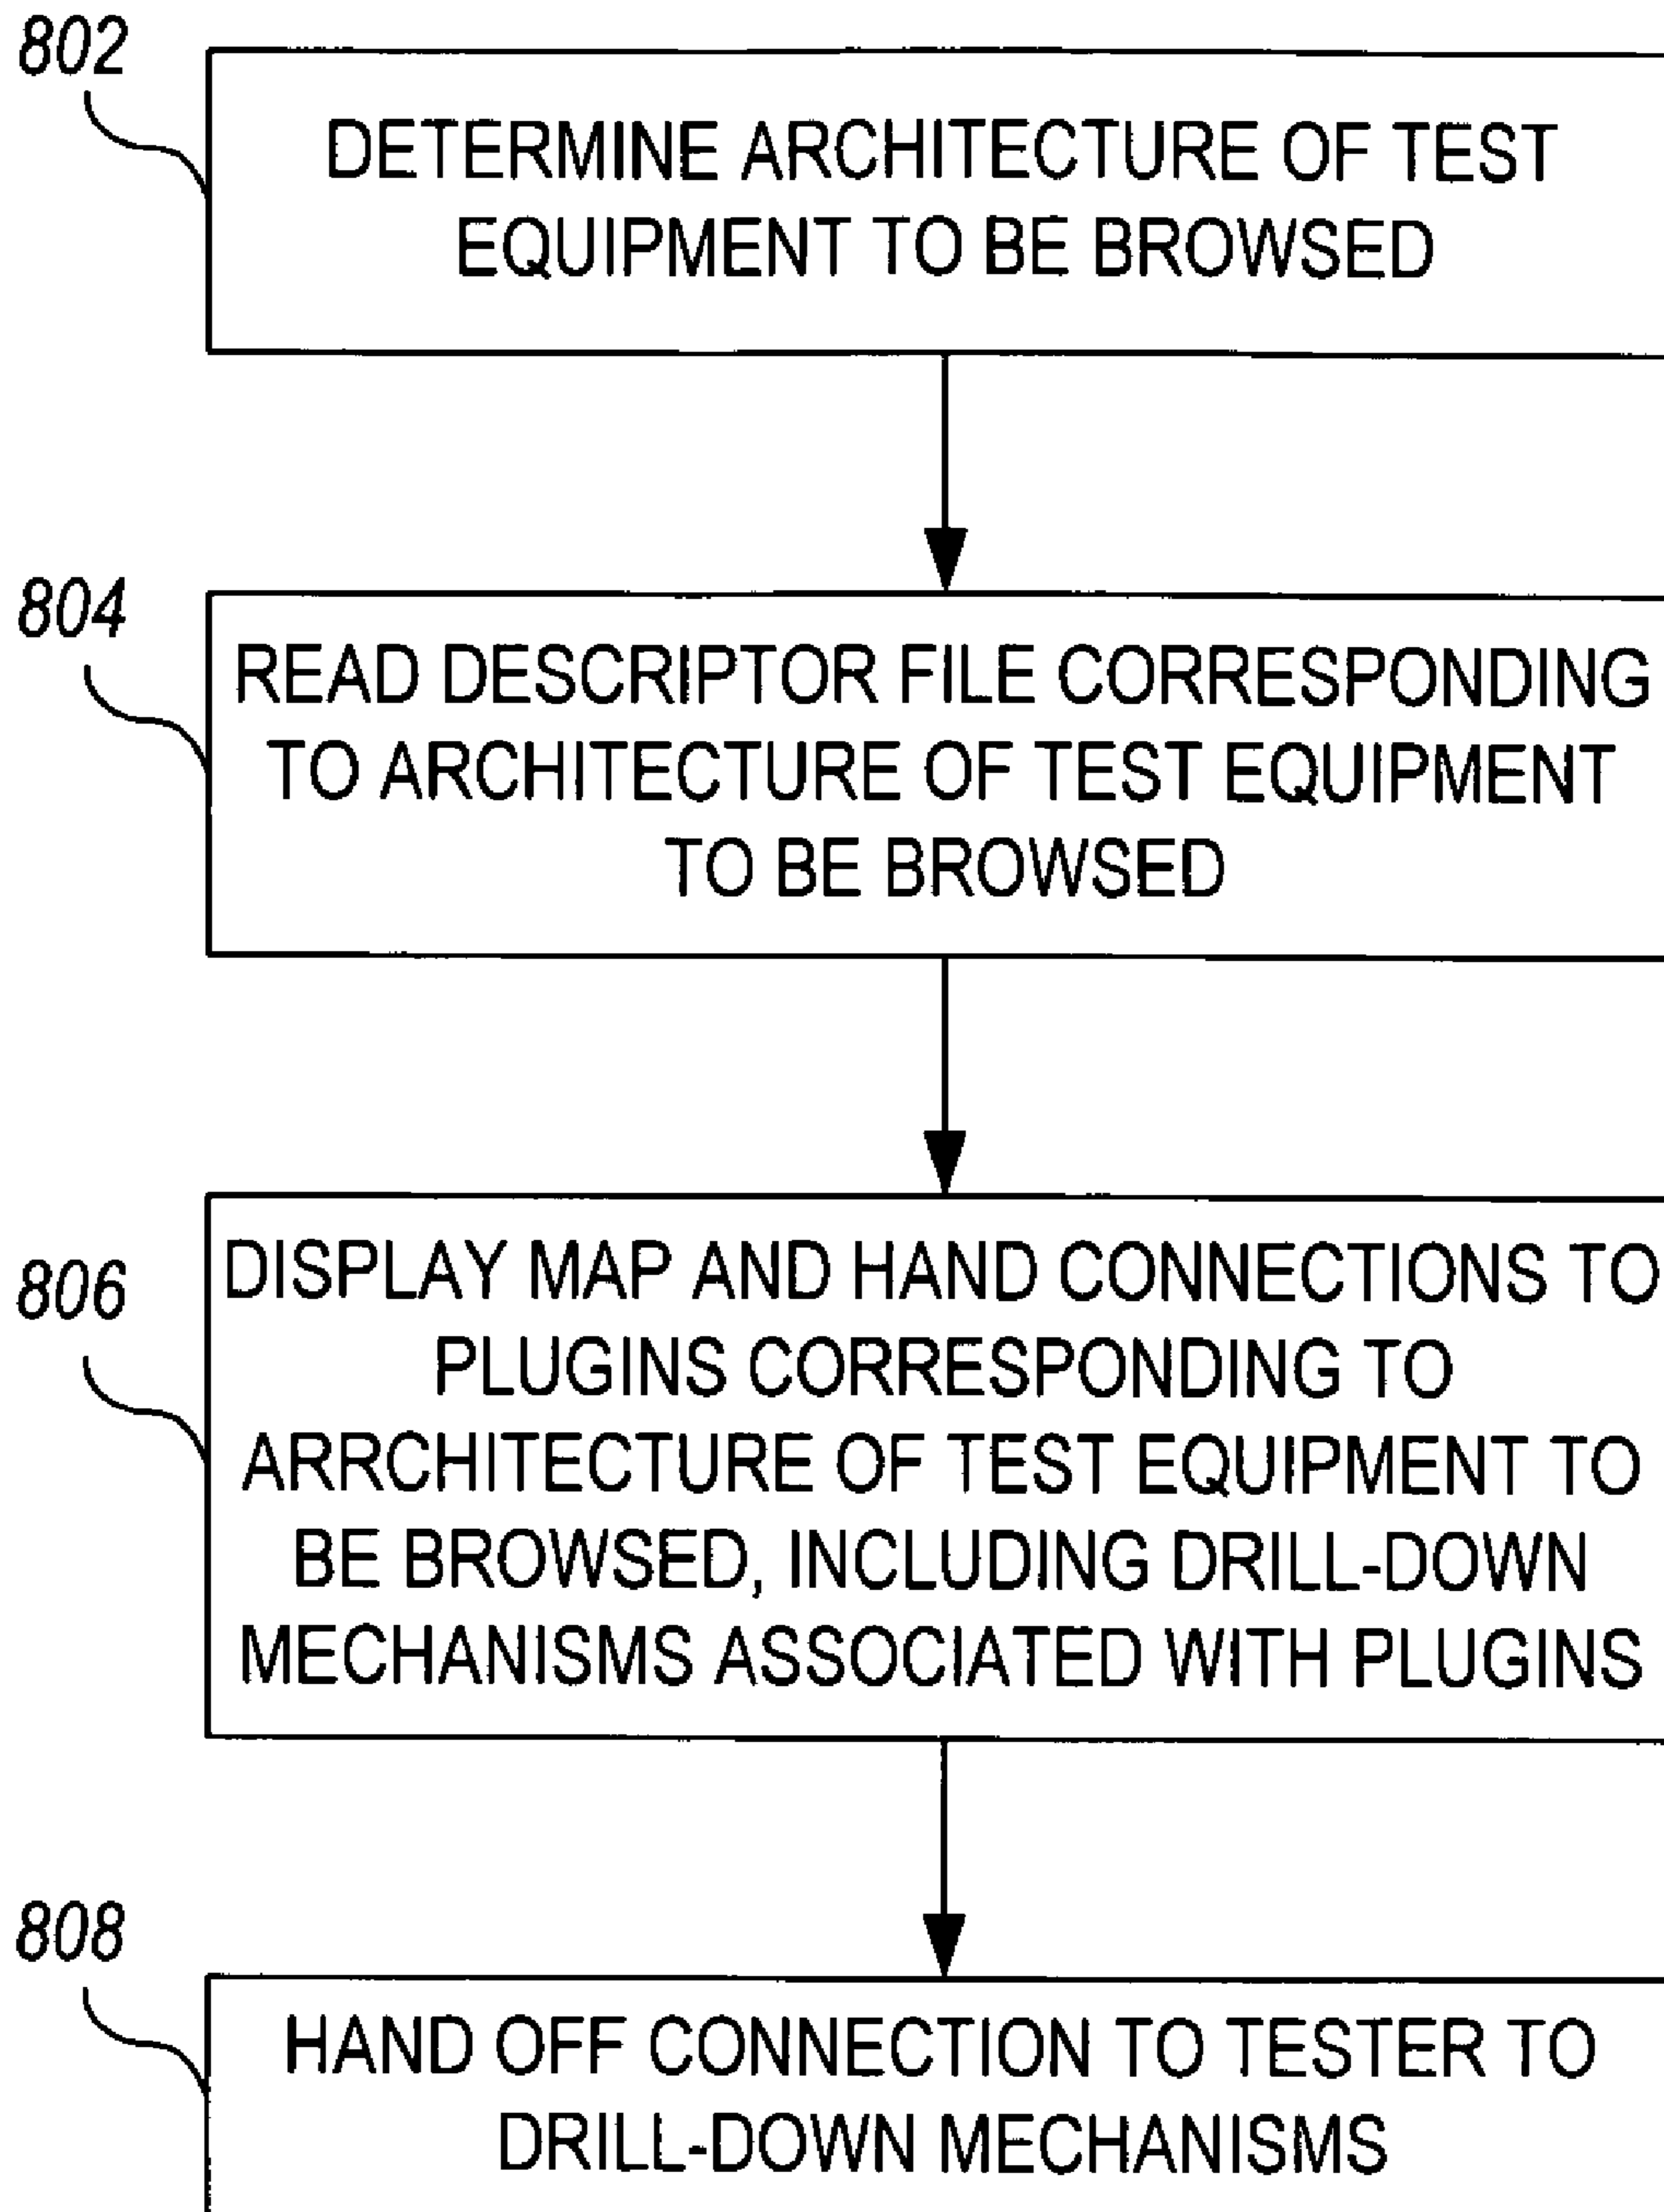 802
DETERMINE ARCHITECTURE OF TEST
EQUIPMENT TO BE BROWSED
804
READ DESCRIPTOR FILE CORRESPONDING
TO ARCHITECTURE OF TEST EQUIPMENT
TO BE BROWSED
806
DISPLAY MAP AND HAND CONNECTIONS TO
PLUGINS CORRESPONDING TO
ARRCHITECTURE OF TEST EQUIPMENT TO
BE BROWSED, INCLUDING DRILL-DOWN
MECHANISMS ASSOCIATED WITH PLUGINS
808
HAND OFF CONNECTION TO TESTER TO
DRILL-DOWN MECHANISMS